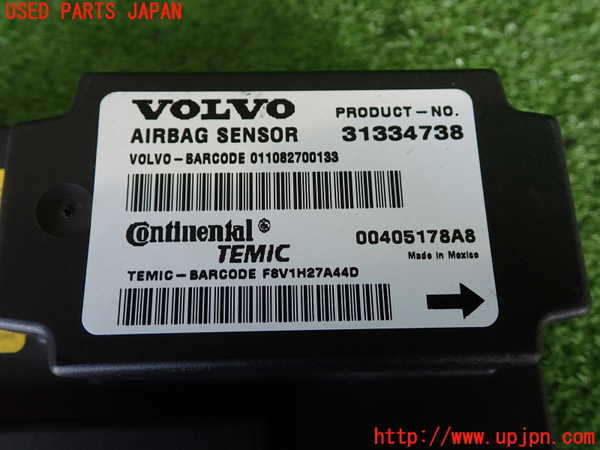 USED PARTS JAPAN
VOLVO
PRODUCT-NO.
AIRBAG SENSOR 31334738
VOLVO-BARCODE 011082700133
Continental
TEMIC
00405178A8
Made in Mexico
TEMIC-BARCODE F8V1H27A44D
http://www.upjpn.com/